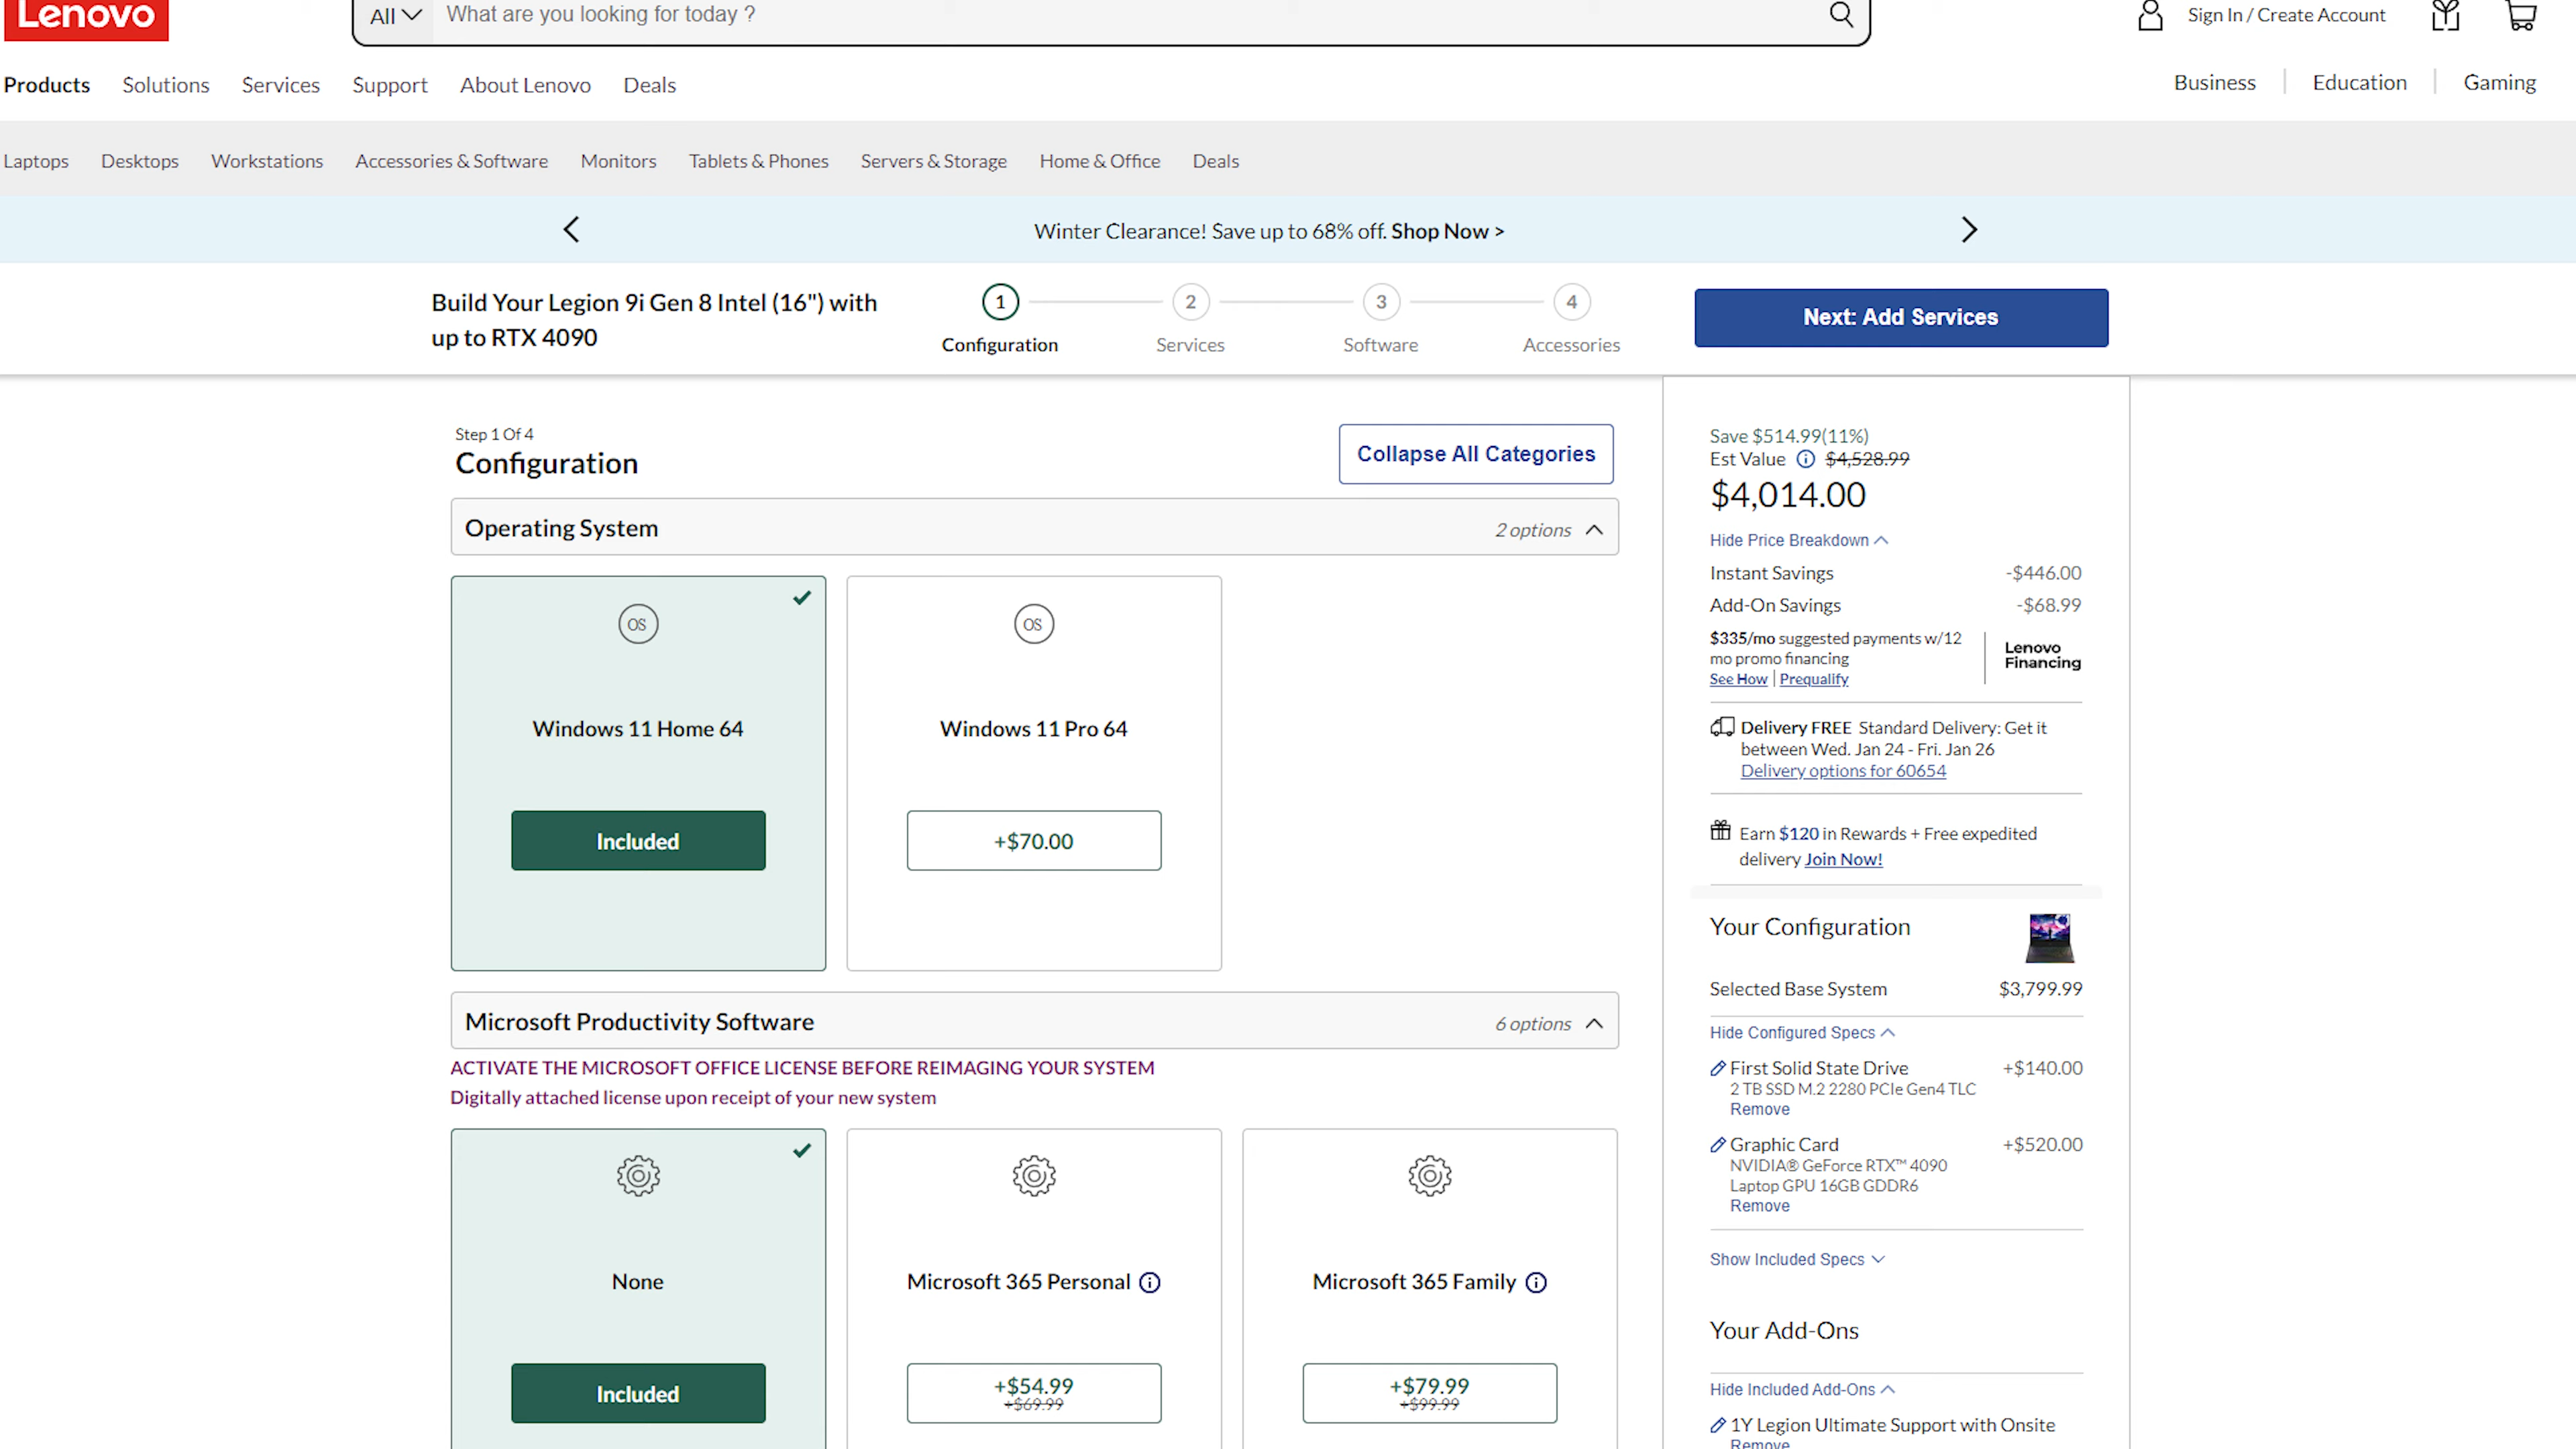 Lenovo
All
What are you looking for today ?
Sign In / Create Account
Products
Solutions
Services
Support
About Lenovo
Deals
Business
Education
Gaming
Laptops
Desktops
Workstations
Accessories & Software
Monitors
Tablets & Phones
Servers & Storage
Home & Office
Deals
Winter Clearance! Save up to 68% off. Shop Now >
Build Your Legion 9i Gen 8 Intel (16") with
up to RTX 4090
1
Configuration
2
Services
3
Software
4
Accessories
Next: Add Services
Step 1 Of 4
Configuration
Collapse All Categories
Operating System
2 options
OS
Windows 11 Home 64
Included
OS
Windows 11 Pro 64
+$70.00
Microsoft Productivity Software
6 options
ACTIVATE THE MICROSOFT OFFICE LICENSE BEFORE REIMAGING YOUR SYSTEM
Digitally attached license upon receipt of your new system
None
Included
Microsoft 365 Personal
+$54.99
+$69.99
Microsoft 365 Family
+$79.99
+$99.99
Save $514.99(11%)
Est Value $4,528.99
$4,014.00
Hide Price Breakdown
Instant Savings -$446.00
Add-On Savings -$68.99
$335/mo suggested payments w/12
mo promo financing
See How | Prequalify
Lenovo
Financing
Delivery FREE Standard Delivery: Get it
between Wed. Jan 24 - Fri. Jan 26
Delivery options for 60654
Earn $120 in Rewards + Free expedited
delivery Join Now!
Your Configuration
Selected Base System $3,799.99
Hide Configured Specs
First Solid State Drive +$140.00
2 TB SSD M.2 2280 PCIe Gen4 TLC
Remove
Graphic Card +$520.00
NVIDIA® GeForce RTX™ 4090
Laptop GPU 16GB GDDR6
Remove
Show Included Specs
Your Add-Ons
Hide Included Add-Ons
1Y Legion Ultimate Support with Onsite
Remove